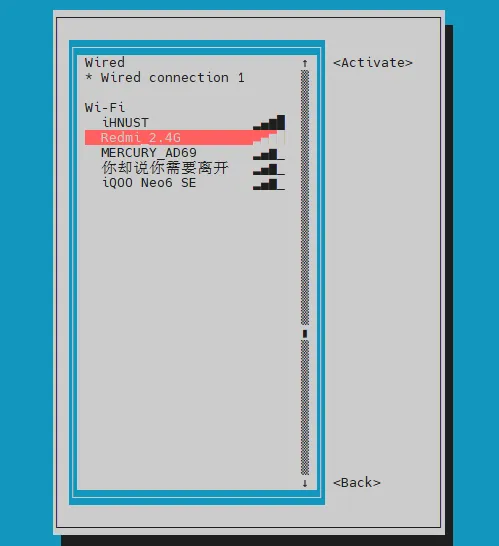 Wired
* Wired connection 1
Wi-Fi
iHNUST
Redmi 2.4G
MERCURY_AD69
你却说你需要离开
iQOO Neo6 SE
<Activate>
<Back>